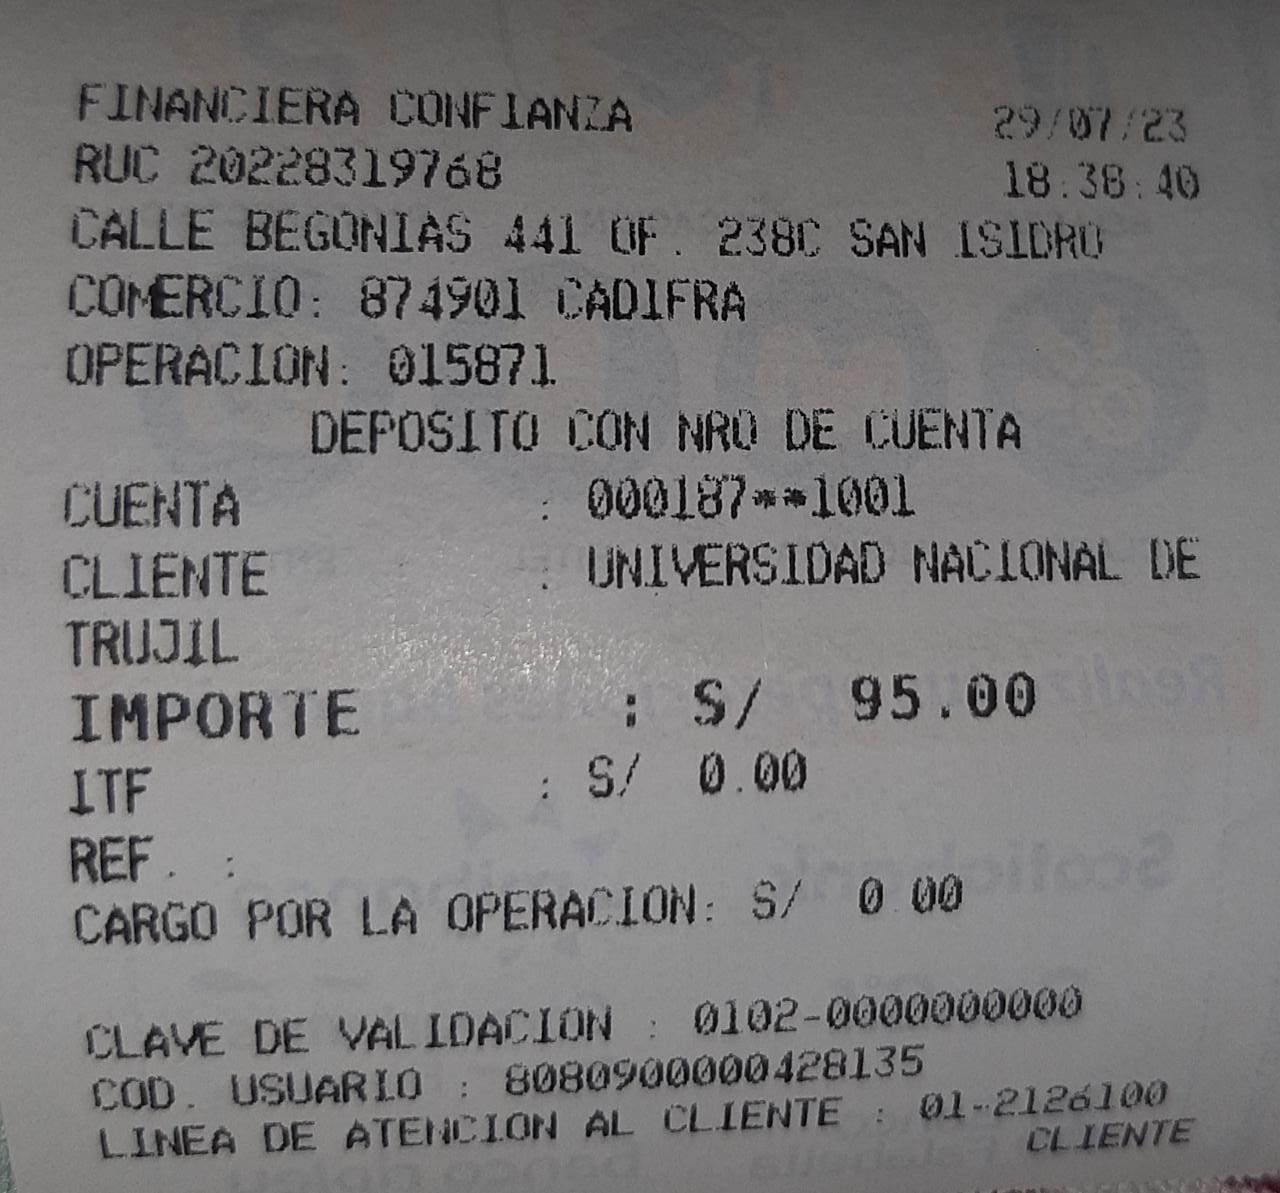 FINANCIERA CONFIANZA 29/07/23
RUC 20228319768 18:38:40
CALLE BEGONIAS 441 OF. 238C SAN ISIDRO
COMERCIO: 874901 CADIFRA
OPERACION: 015871
DEPOSITO CON NRO DE CUENTA
CUENTA : 000187**1001
CLIENTE : UNIVERSIDAD NACIONAL DE
TRUJIL
IMPORTE : S/ 95.00
ITF : S/ 0.00
REF. :
CARGO POR LA OPERACION: S/ 0.00
CLAVE DE VALIDACION : 0102-0000000000
COD. USUARIO : 8080900000428135
LINEA DE ATENCION AL CLIENTE : 01-2126100
CLIENTE